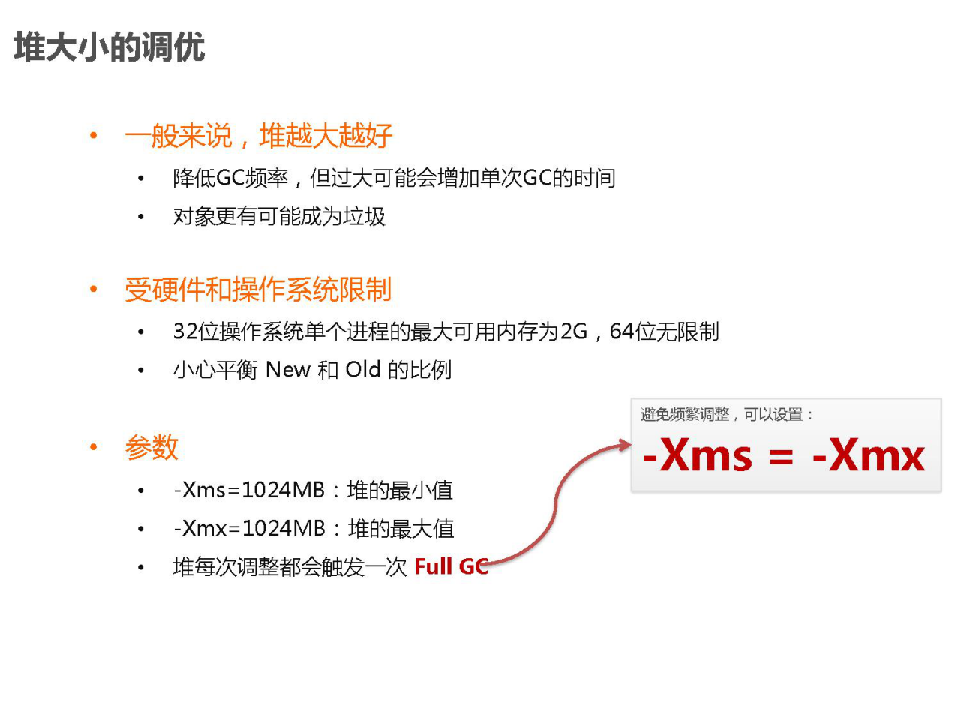 堆大小的调优
• 一般来说，堆越大越好
• 降低GC频率，但过大可能会增加单次GC的时间
• 对象更有可能成为垃圾
• 受硬件和操作系统限制
• 32位操作系统单个进程的最大可用内存为2G，64位无限制
• 小心平衡 New 和 Old 的比例
避免频繁调整，可以设置：
-Xms = -Xmx
• 参数
• -Xms=1024MB：堆的最小值
• -Xmx=1024MB：堆的最大值
• 堆每次调整都会触发一次 Full GC